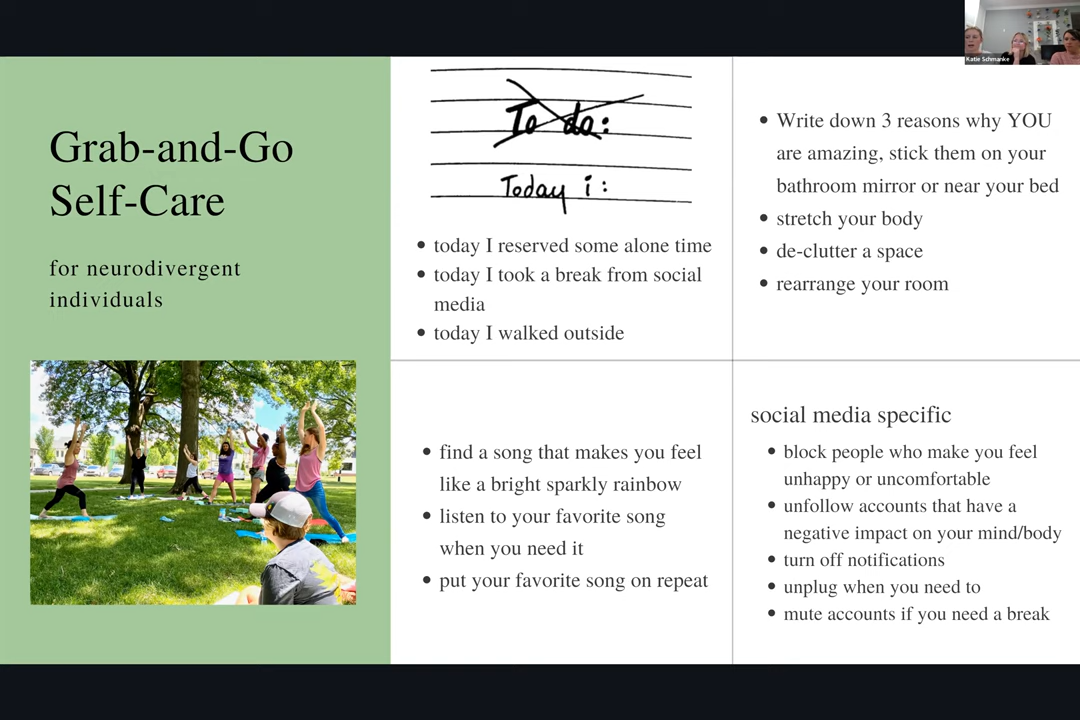 Katie Schmanke
Grab-and-Go
Self-Care
for neurodivergent
individuals
To do:
Today i:
• today I reserved some alone time
• today I took a break from social
media
• today I walked outside
• Write down 3 reasons why YOU
are amazing, stick them on your
bathroom mirror or near your bed
• stretch your body
• de-clutter a space
• rearrange your room
• find a song that makes you feel
like a bright sparkly rainbow
• listen to your favorite song
when you need it
• put your favorite song on repeat
social media specific
• block people who make you feel
unhappy or uncomfortable
• unfollow accounts that have a
negative impact on your mind/body
• turn off notifications
• unplug when you need to
• mute accounts if you need a break